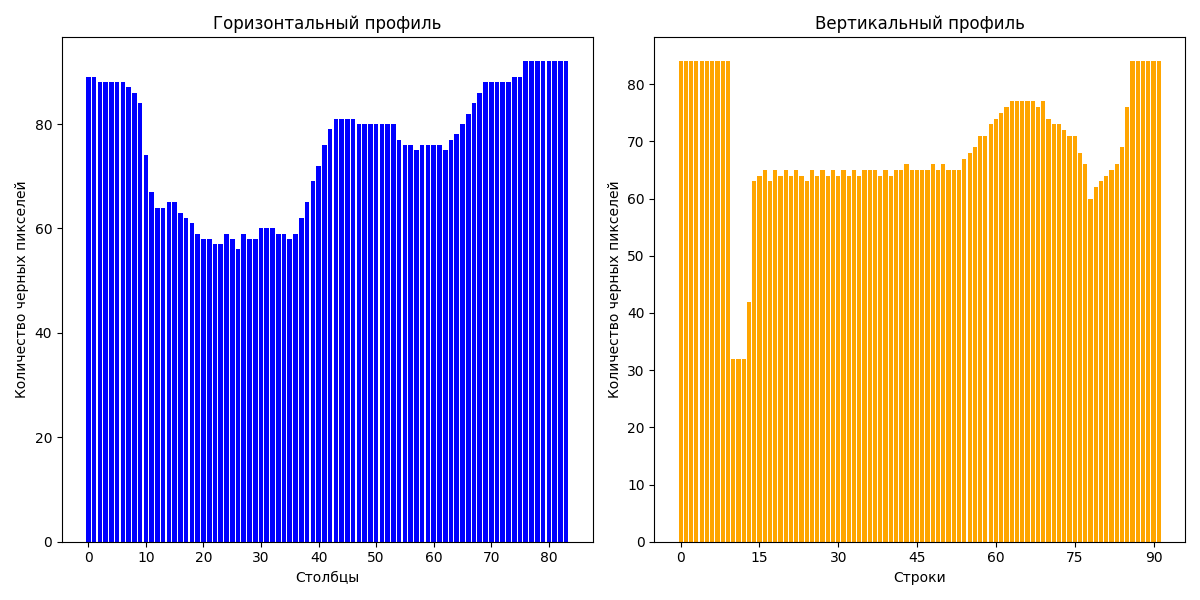 Горизонтальный профиль
Количество черных пикселей
80
60
40
20
0
0 10 20 30 40 50 60 70 80
Столбцы
Вертикальный профиль
Количество черных пикселей
80
70
60
50
40
30
20
10
0
0 15 30 45 60 75 90
Строки